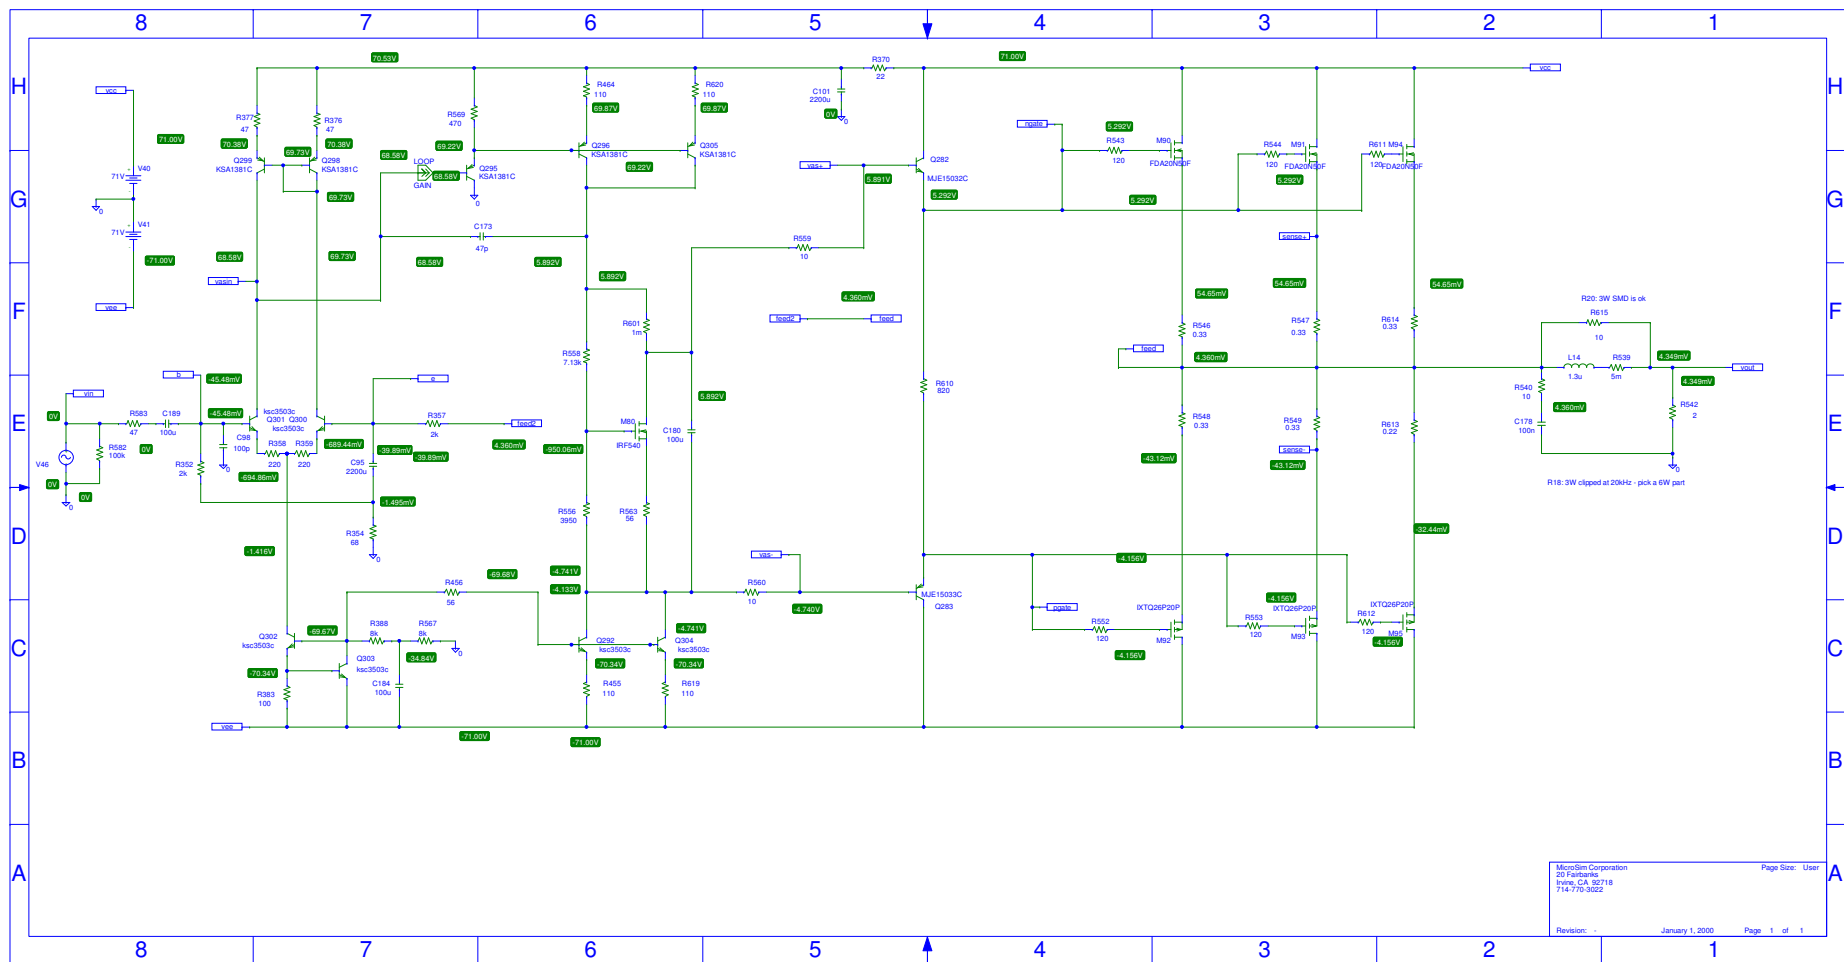 8 7 6 5 4 3 2 1
H
G
F
E
D
C
B
A
H
G
F
E
D
C
B
A
vcc
71.00V
V40
71V
0
V41
71V
-71.00V
vee
70.53V
R377
47
R376
47
70.38V
70.38V
Q299
KSA1381C
69.73V
Q298
KSA1381C
69.73V
68.58V
69.73V
vasin
R569
470
69.22V
68.58V
LOOP
GAIN
68.58V
Q295
KSA1381C
0
C173
47p
68.58V
5.892V
R464
110
69.87V
R620
110
69.87V
Q296
KSA1381C
Q305
KSA1381C
69.22V
R370
22
C101
2200u
0V
0
71.00V
vcc
vas+
Q282
MJE15032C
5.891V
5.292V
R559
10
5.892V
R601
1m
R558
7.13k
feed2
feed
4.360mV
ngate
5.292V
R543
120
M90
FDA20N50F
5.292V
R544
120
M91
FDA20N50F
5.292V
R611
120
M94
FDA20N50F
sense+
54.65mV
54.65mV
54.65mV
R546
0.33
R547
0.33
R614
0.33
feed
4.360mV
R20: 3W SMD is ok
R615
10
L14
1.3u
R539
5m
4.349mV
vout
4.349mV
R540
10
4.360mV
C178
100n
R542
2
0
R18: 3W clipped at 20kHz - pick a 6W part
b
-45.48mV
vin
0V
R583
47
C189
100u
0V
-45.48mV
V46
R582
100k
0V
0V
0
R352
2k
C98
100p
0
ksc3503c
Q301
Q300
ksc3503c
R358
220
R359
220
-689.44mV
-694.86mV
e
R357
2k
feed2
4.360mV
-39.89mV
-39.89mV
C95
2200u
-1.495mV
R354
68
0
-1.416V
-950.06mV
M80
IRF540
5.892V
C180
100u
R556
3950
R563
56
R610
820
R548
0.33
R549
0.33
R613
0.22
sense-
-43.12mV
-43.12mV
-32.44mV
R456
56
-69.68V
-4.741V
-4.133V
vas-
R560
10
-4.740V
MJE15033C
Q283
-4.156V
pgate
R552
120
IXTQ26P20P
M92
-4.156V
-4.156V
R553
120
IXTQ26P20P
M93
R612
120
IXTQ26P20P
M95
-4.156V
Q302
ksc3503c
-69.67V
R388
8k
R567
8k
-34.84V
0
-70.34V
Q303
ksc3503c
C184
100u
R383
100
Q292
ksc3503c
-4.741V
Q304
ksc3503c
-70.34V
-70.34V
R455
110
R619
110
vee
-71.00V
-71.00V
MicroSim Corporation
20 Fairbanks
Irvine, CA 92718
714-770-3022
Page Size: User
Revision: -
January 1, 2000
Page 1 of 1
8 7 6 5 4 3 2 1